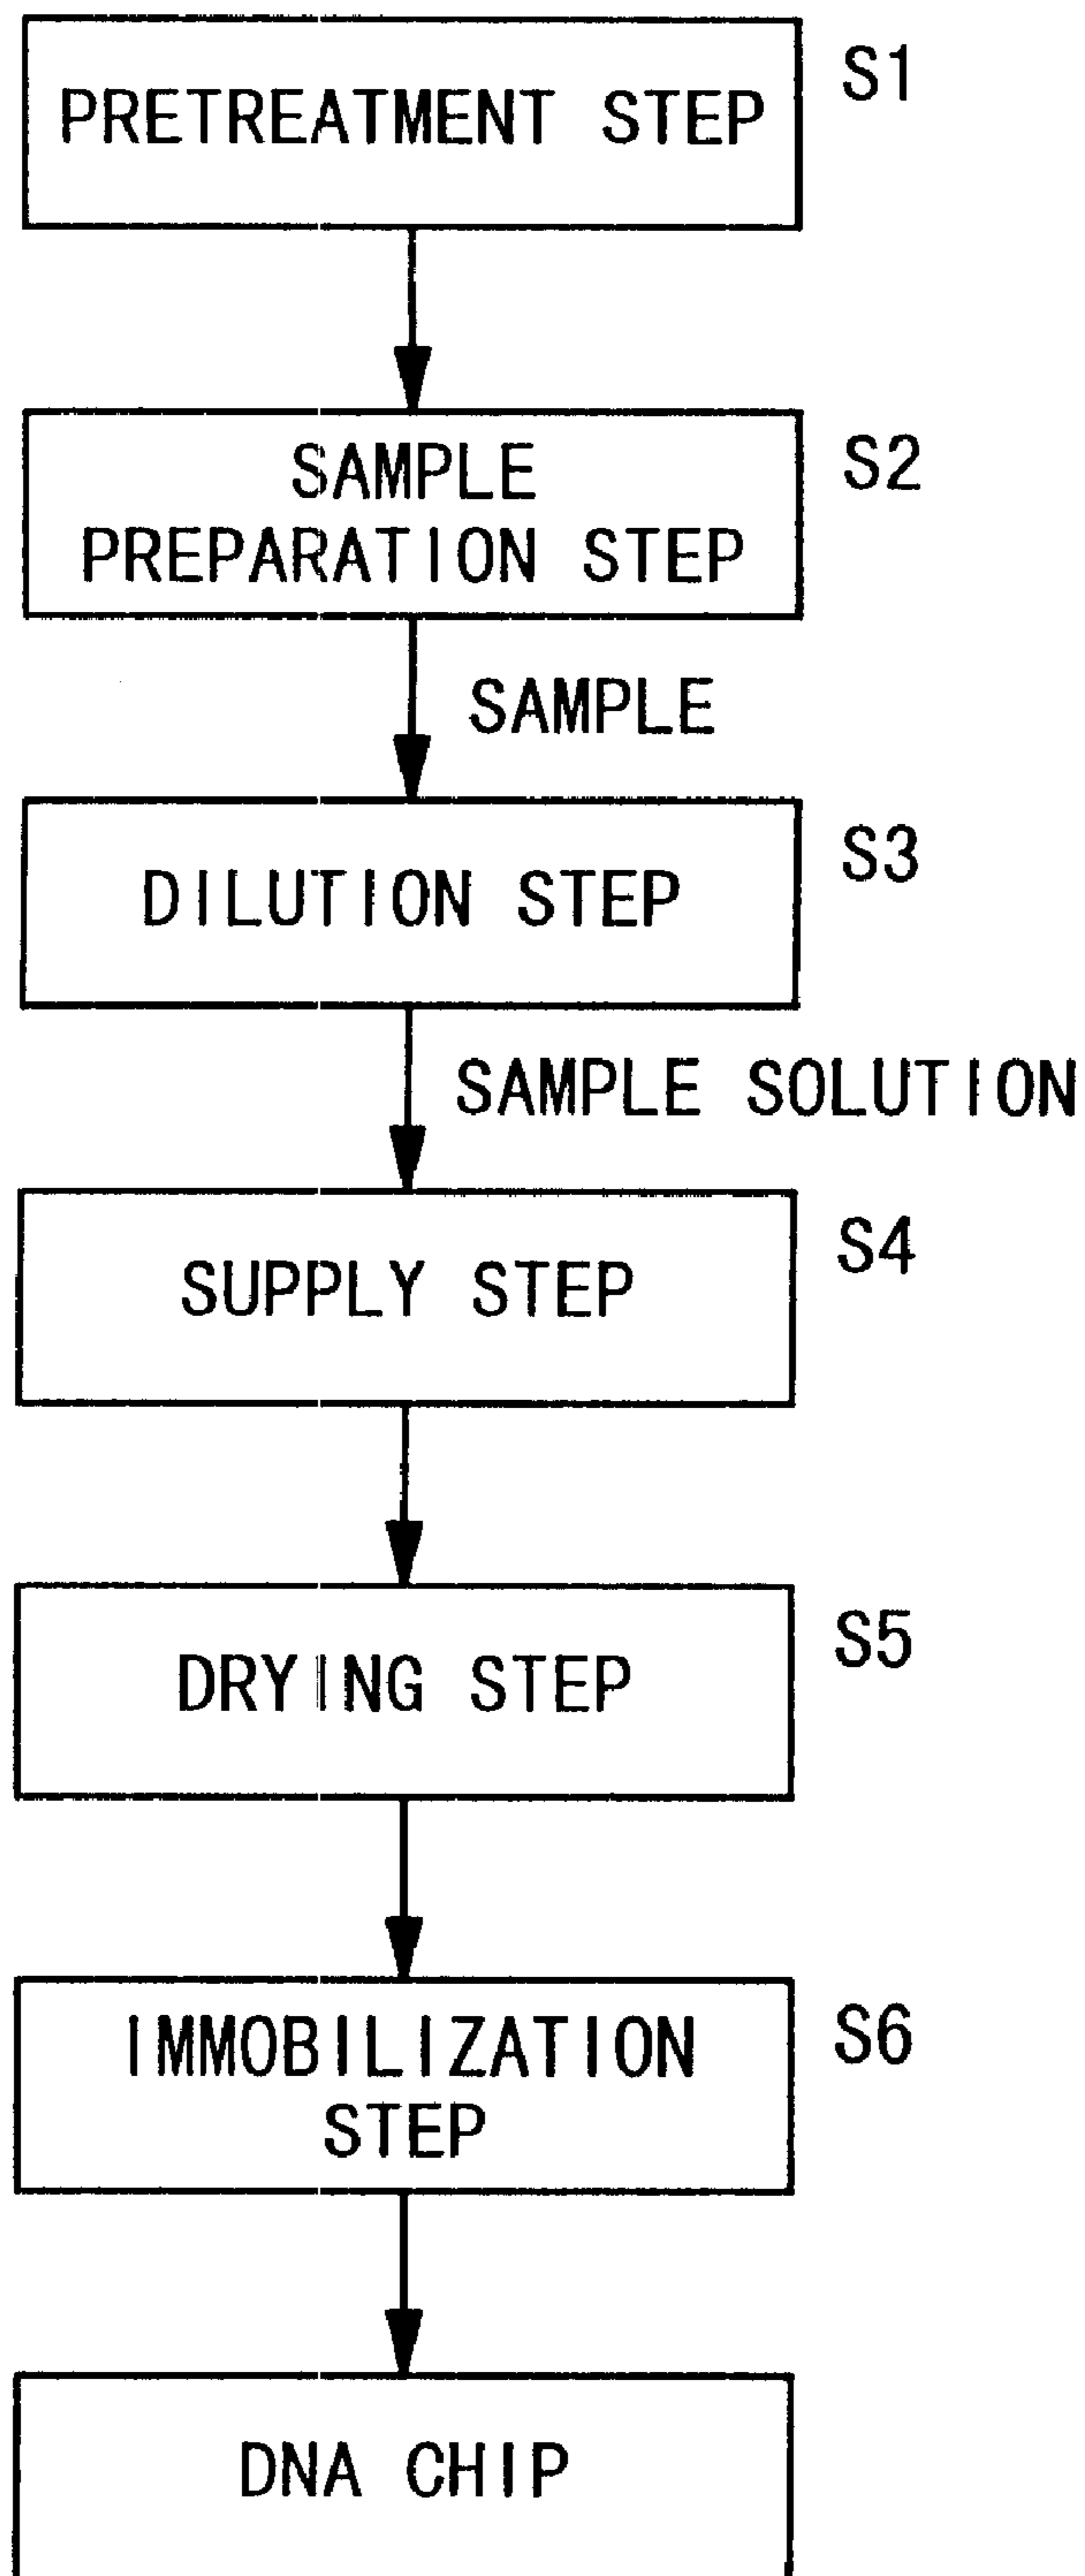 PRETREATMENT STEP
S1
SAMPLE
PREPARATION STEP
S2
SAMPLE
DILUTION STEP
S3
SAMPLE SOLUTION
SUPPLY STEP
S4
DRYING STEP
S5
IMMOBILIZATION
STEP
S6
DNA CHIP